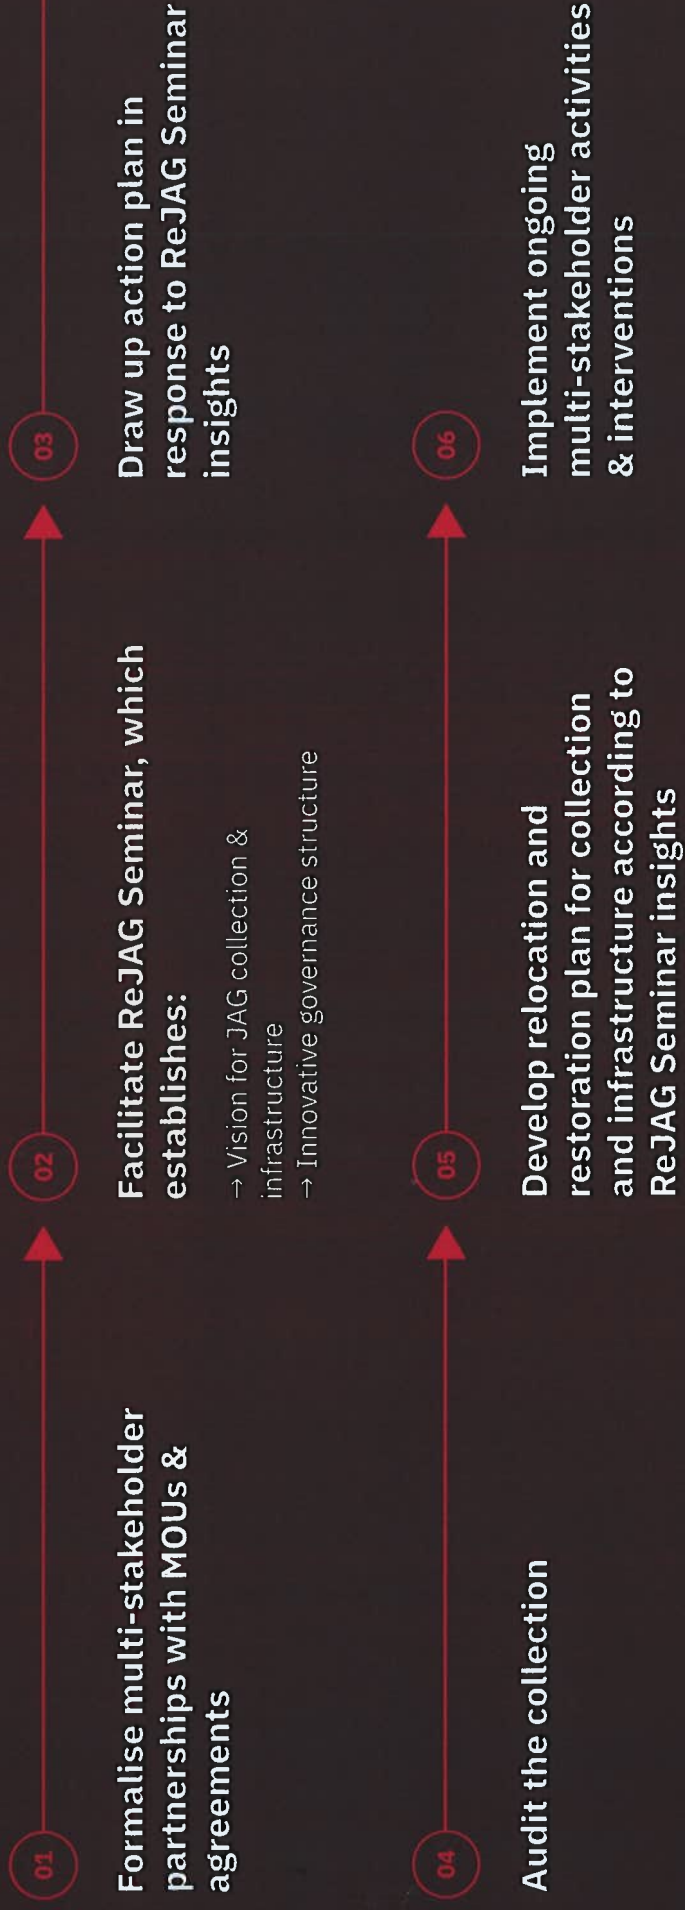 01
Formalise multi-stakeholder
partnerships with MOUs &
agreements
02
Facilitate ReJAG Seminar, which
establishes:
→ Vision for JAG collection &
infrastructure
→ Innovative governance structure
03
Draw up action plan in
response to ReJAG Seminar
insights
04
Audit the collection
05
Develop relocation and
restoration plan for collection
and infrastructure according to
ReJAG Seminar insights
06
Implement ongoing
multi-stakeholder activities
& interventions